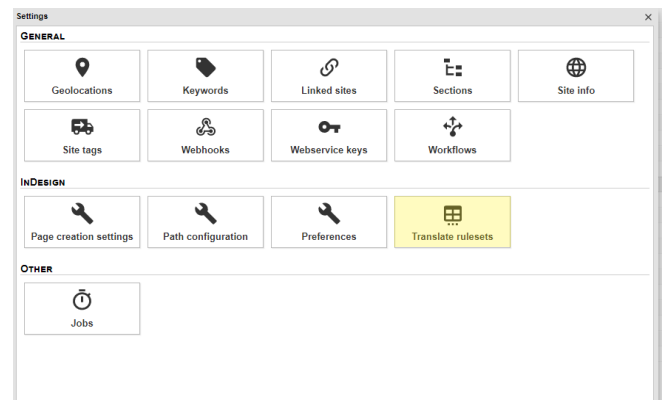 Settings
GENERAL
Geolocations
Keywords
Linked sites
Sections
Site info
Site tags
Webhooks
Webservice keys
Workflows
INDESIGN
Page creation settings
Path configuration
Preferences
Translate rulesets
OTHER
Jobs